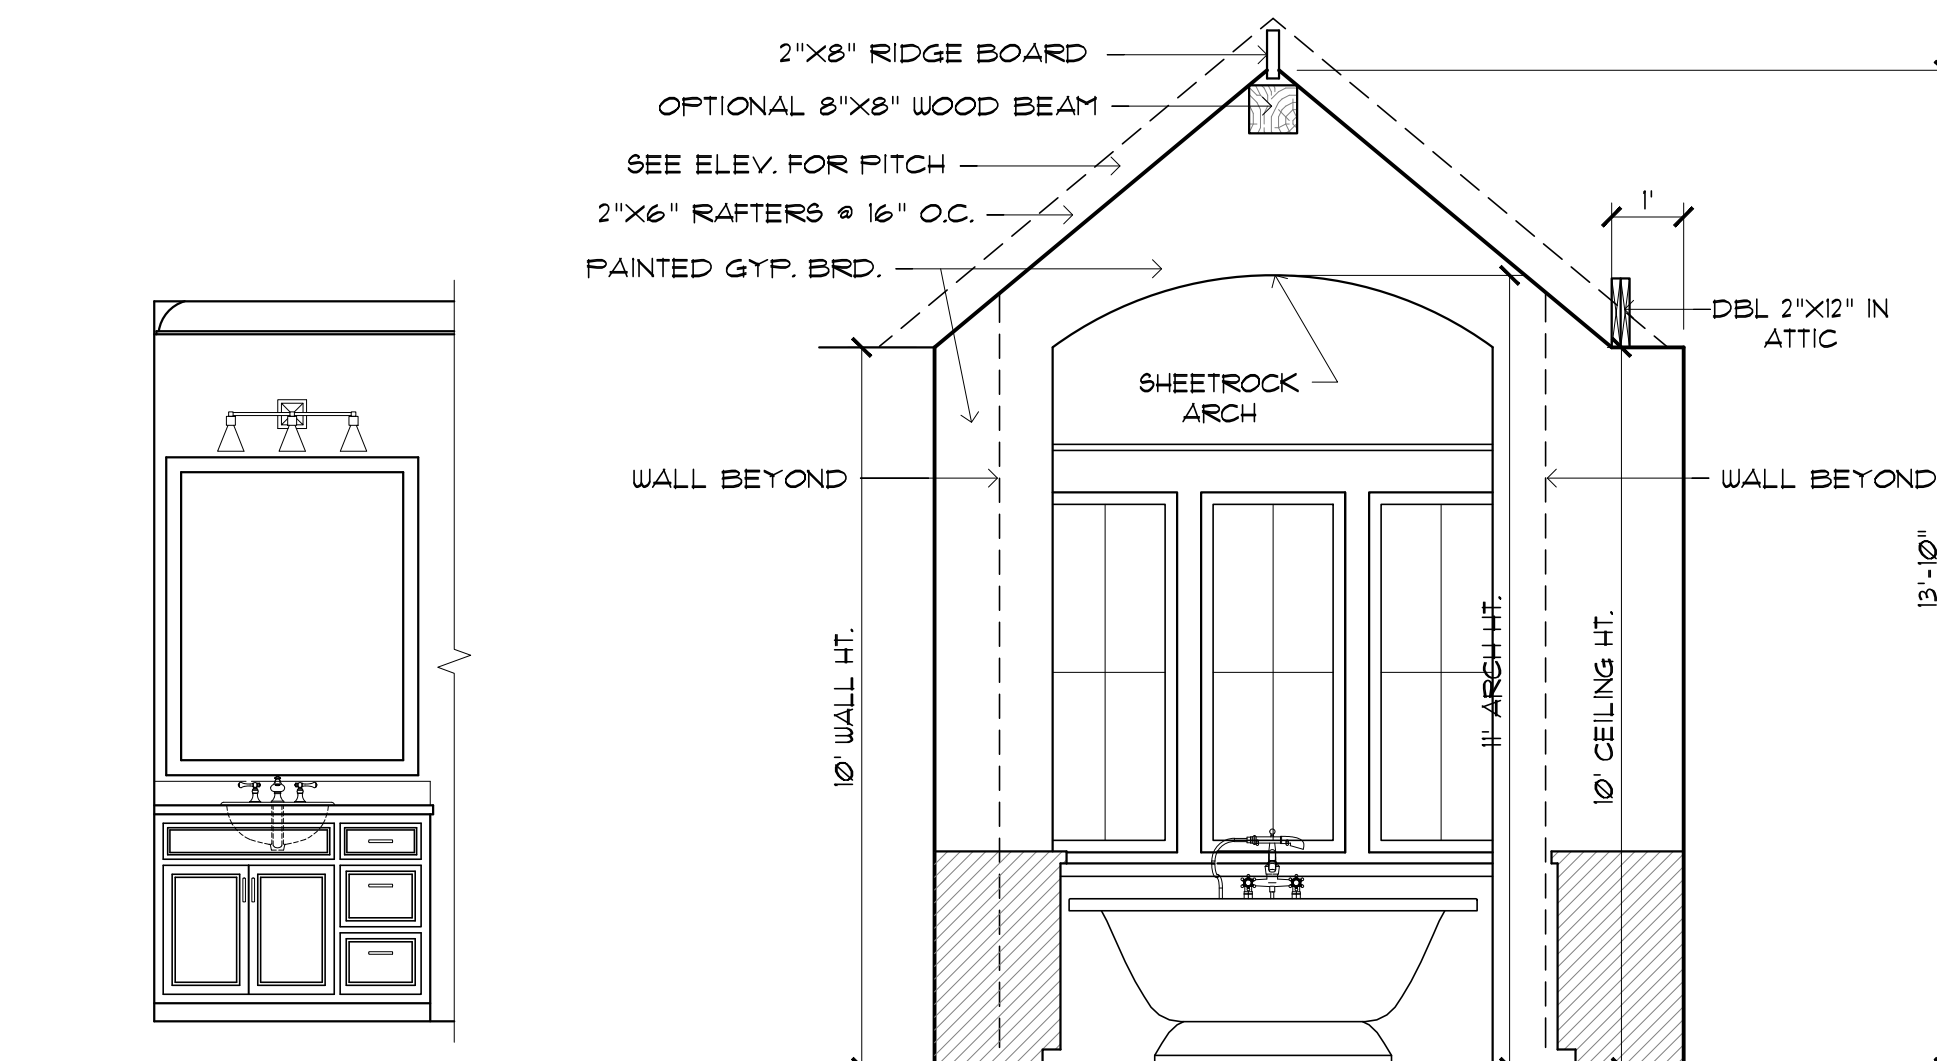 2"X8" RIDGE BOARD
OPTIONAL 8"X8" WOOD BEAM
SEE ELEV. FOR PITCH
2"X6" RAFTERS @ 16" O.C.
PAINTED GYP. BRD.
1'
DBL 2"X12" IN
ATTIC
SHEETROCK
ARCH
WALL BEYOND
WALL BEYOND
10' WALL HT.
11' ARCH HT.
10' CEILING HT.
13'-10"